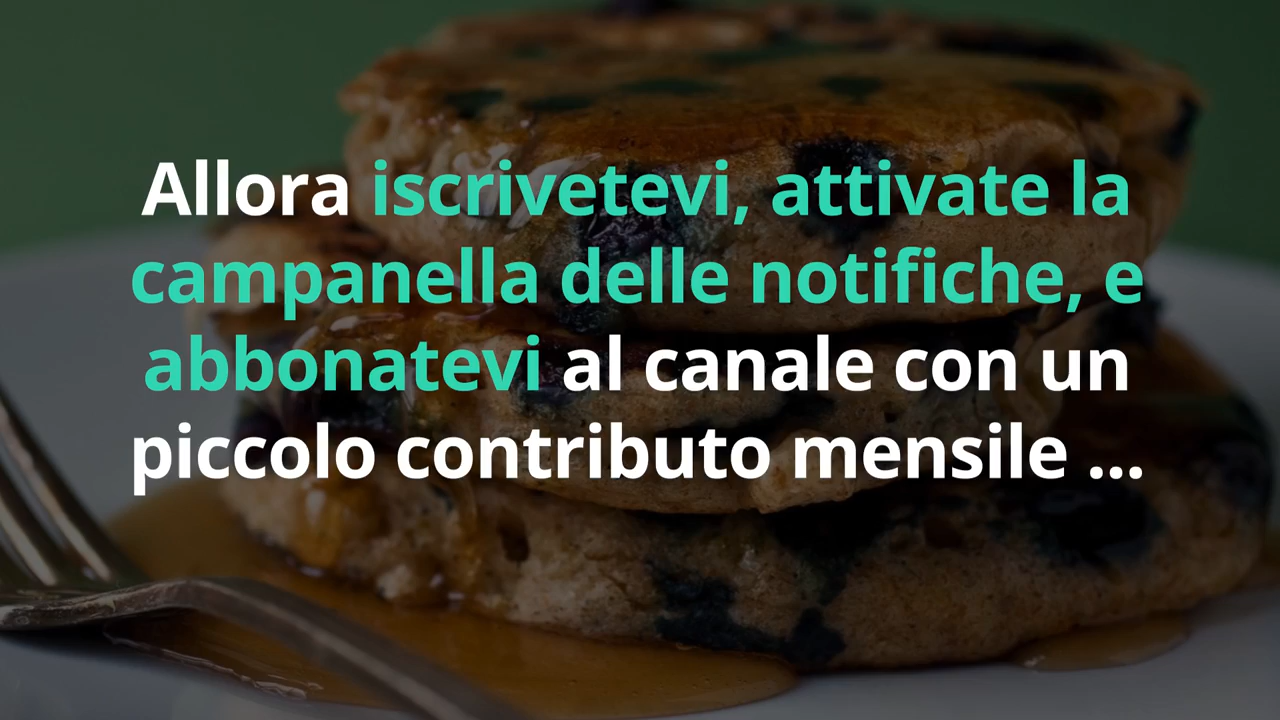 Allora iscrivetevi, attivate la
campanella delle notifiche, e
abbonatevi al canale con un
piccolo contributo mensile ...